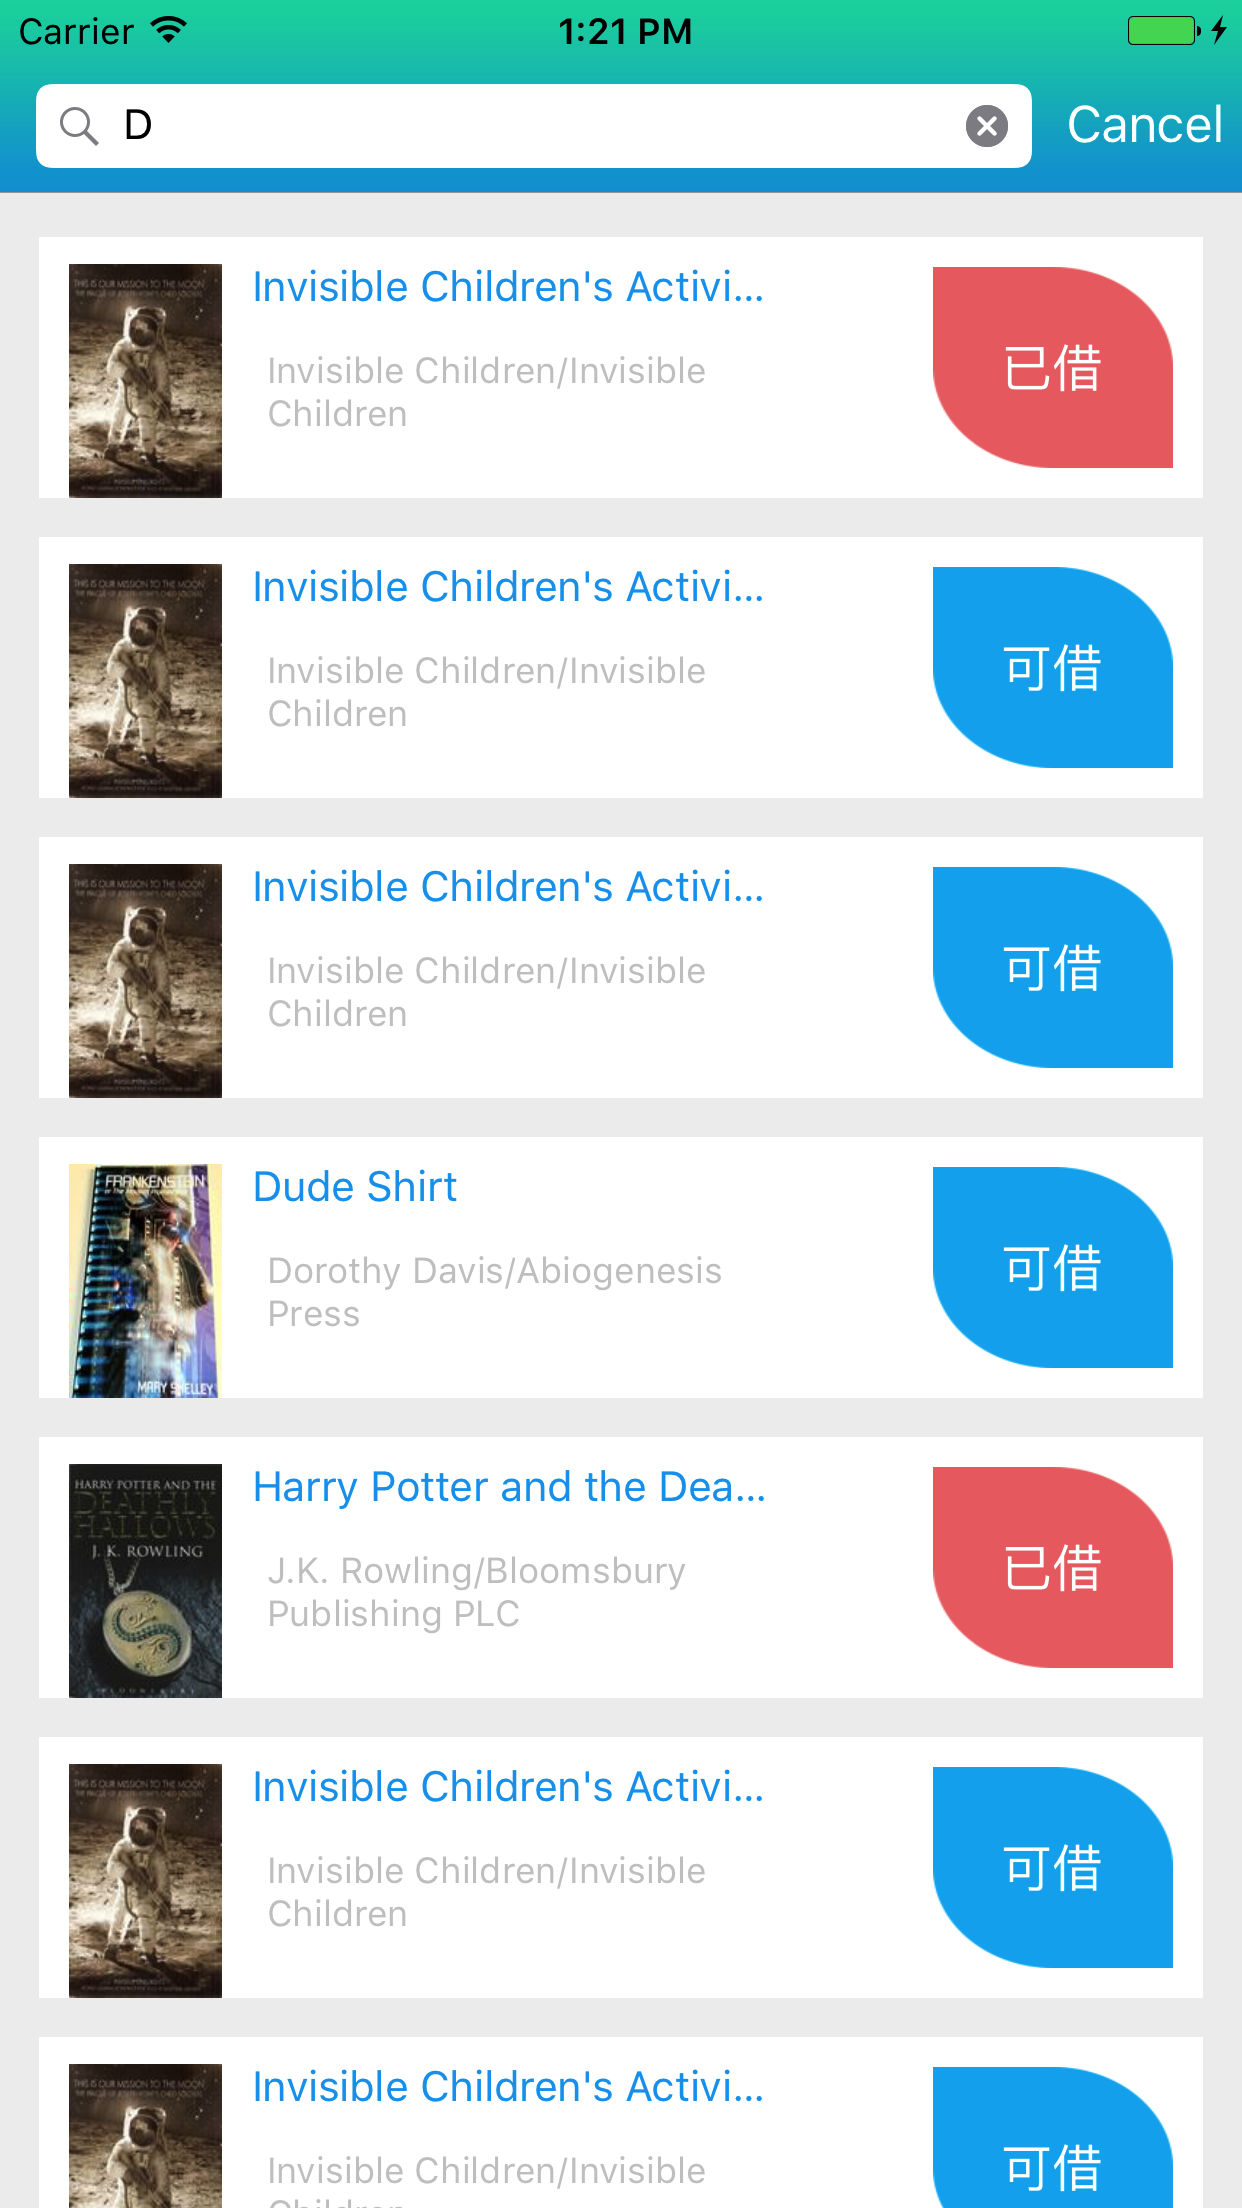 Carrier 1:21 PM
D
Cancel
Invisible Children's Activi...
Invisible Children/Invisible
Children
已借
THIS IS OUR MISSION TO THE MOON
Invisible Children's Activi...
Invisible Children/Invisible
Children
可借
THIS IS OUR MISSION TO THE MOON
Invisible Children's Activi...
Invisible Children/Invisible
Children
可借
THIS IS OUR MISSION TO THE MOON
Dude Shirt
Dorothy Davis/Abiogenesis
Press
可借
FRANKENSTEIN
MARY SHELLEY
Harry Potter and the Dea...
J.K. Rowling/Bloomsbury
Publishing PLC
已借
HARRY POTTER AND THE
DEATHLY
HALLOWS
J. K. ROWLING
BLOOMSBURY
Invisible Children's Activi...
Invisible Children/Invisible
Children
可借
THIS IS OUR MISSION TO THE MOON
Invisible Children's Activi...
Invisible Children/Invisible
Children
可借
THIS IS OUR MISSION TO THE MOON